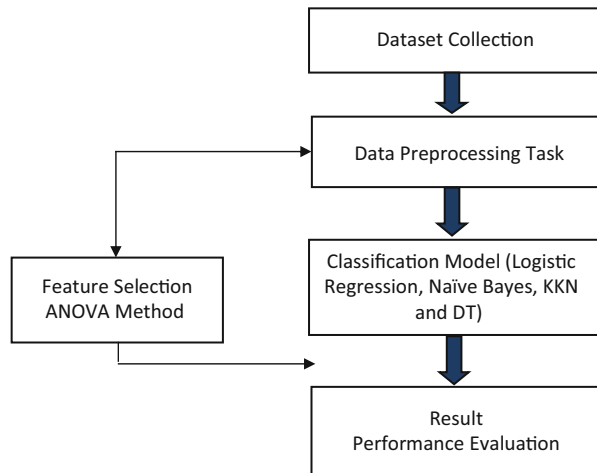 Dataset Collection
Data Preprocessing Task
Classification Model (Logistic
Regression, Naïve Bayes, KKN
and DT)
Feature Selection
ANOVA Method
Result
Performance Evaluation